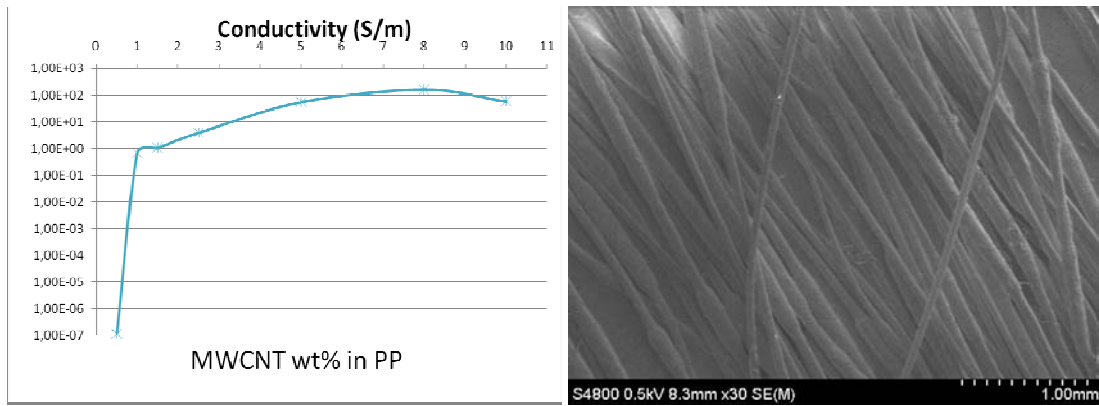 Conductivity (S/m)
0 1 2 3 4 5 6 7 8 9 10 11
1,00E+03
1,00E+02
1,00E+01
1,00E+00
1,00E-01
1,00E-02
1,00E-03
1,00E-04
1,00E-05
1,00E-06
1,00E-07
MWCNT wt% in PP
S4800 0.5kV 8.3mm x30 SE(M)
1.00mm